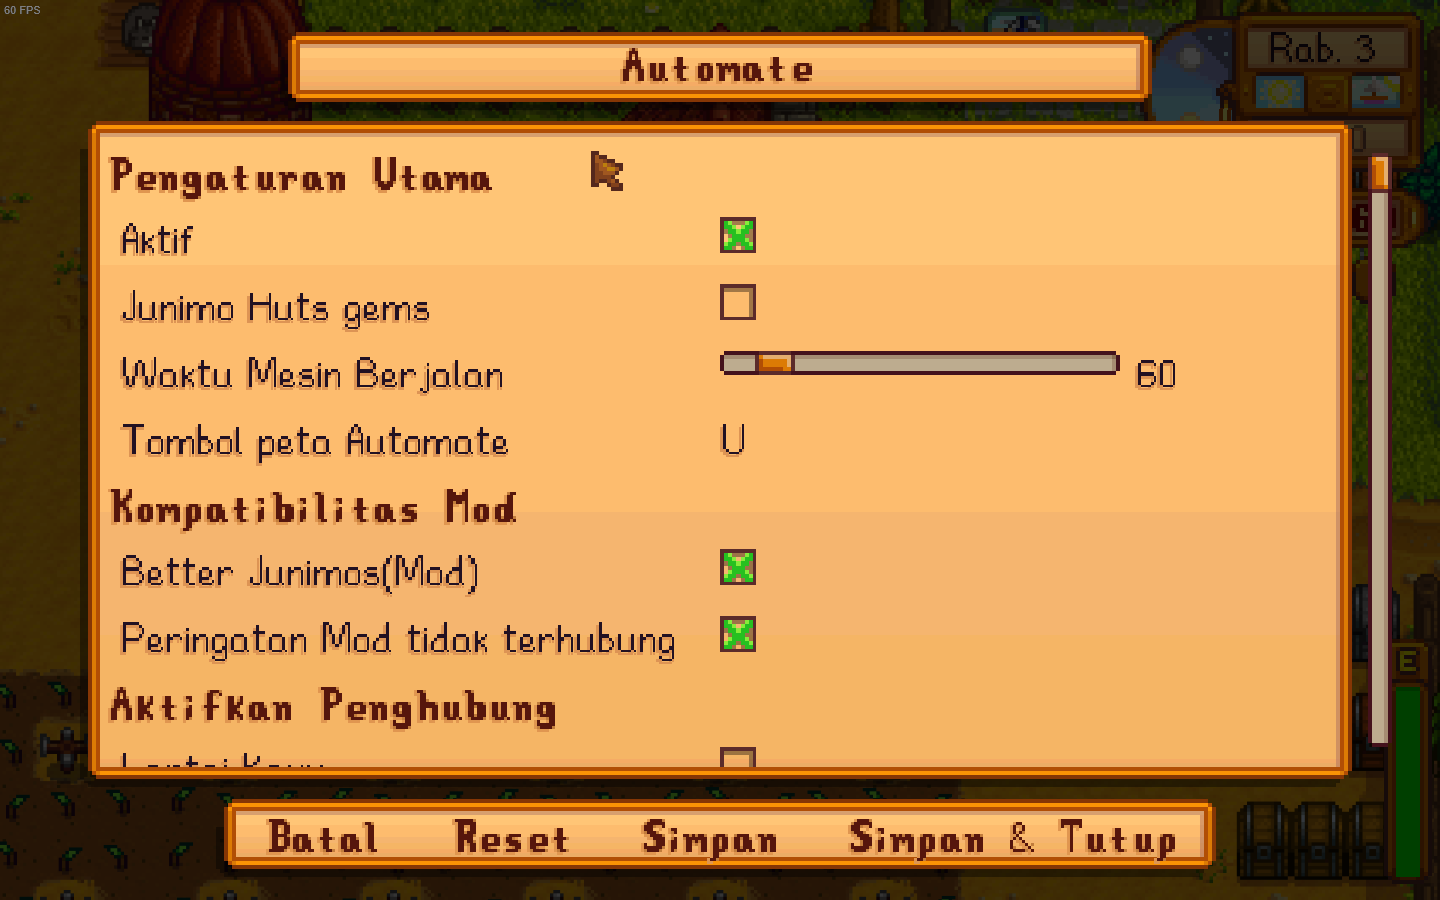 60 FPS
Automate
Rab. 3
Pengaturan Utama
Aktif
Junimo Huts gems
Waktu Mesin Berjalan 60
Tombol peta Automate U
Kompatibilitas Mod
Better Junimos(Mod)
Peringatan Mod tidak terhubung
Aktifkan Penghubung
E
Batal Reset Simpan Simpan & Tutup